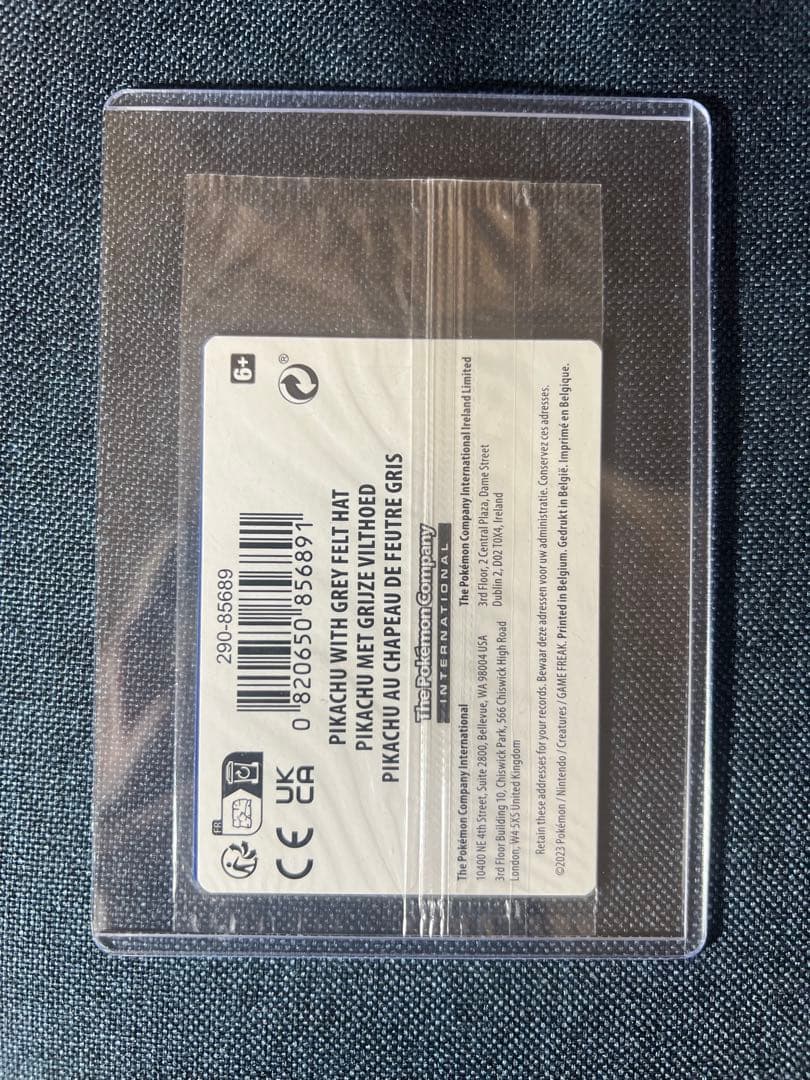 FR
CE UK CA
290-85689
0 820650 856891
6+
®
PIKACHU WITH GREY FELT HAT
PIKACHU MET GRIJZE VILTHOED
PIKACHU AU CHAPEAU DE FEUTRE GRIS
The Pokémon Company
INTERNATIONAL
The Pokémon Company International
10400 NE 4th Street, Suite 2800, Bellevue, WA 98004 USA
3rd Floor Building 10, Chiswick Park, 566 Chiswick High Road
London, W4 5XS United Kingdom
The Pokémon Company International Ireland Limited
3rd Floor, 2 Central Plaza, Dame Street
Dublin 2, D02 T0X4, Ireland
Retain these addresses for your records. Bewaar deze adressen voor uw administratie. Conservez ces adresses.
©2023 Pokémon / Nintendo / Creatures / GAME FREAK. Printed in Belgium. Gedrukt in België. Imprimé en Belgique.